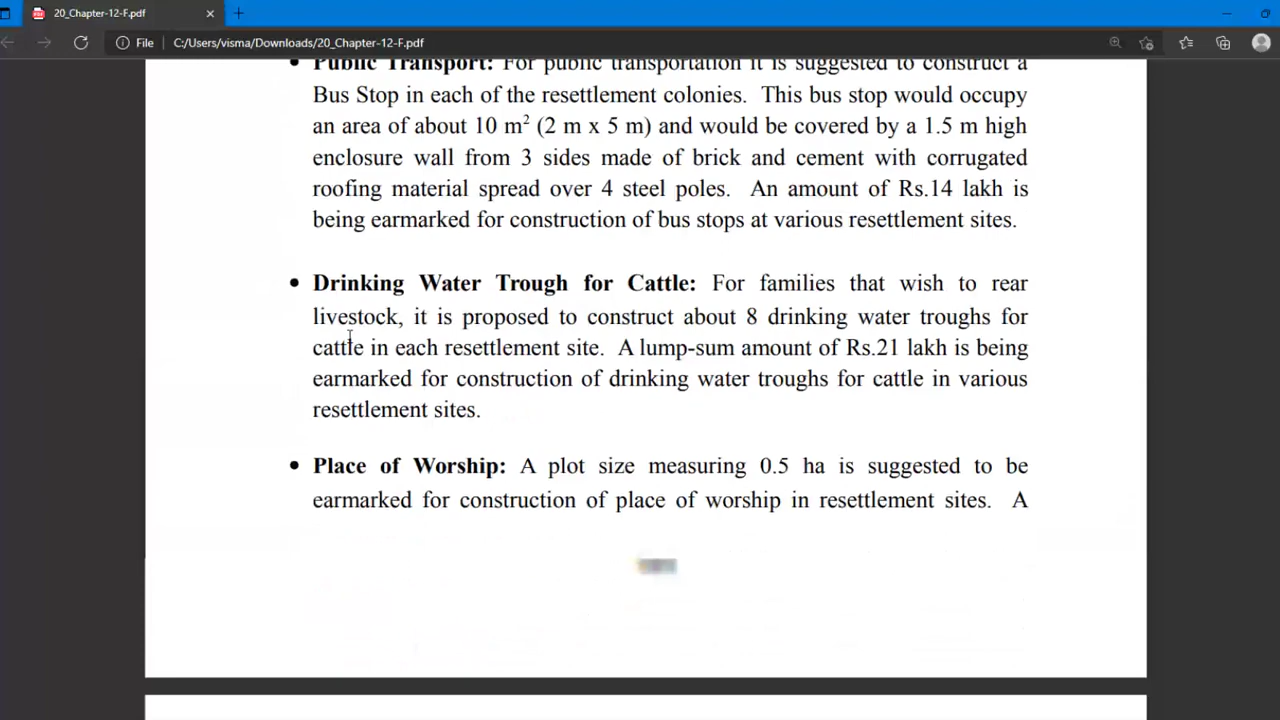 20_Chapter-12-F.pdf
File C:/Users/visma/Downloads/20_Chapter-12-F.pdf
• Public Transport: For public transportation it is suggested to construct a
Bus Stop in each of the resettlement colonies. This bus stop would occupy
an area of about 10 m² (2 m x 5 m) and would be covered by a 1.5 m high
enclosure wall from 3 sides made of brick and cement with corrugated
roofing material spread over 4 steel poles. An amount of Rs.14 lakh is
being earmarked for construction of bus stops at various resettlement sites.
• Drinking Water Trough for Cattle: For families that wish to rear
livestock, it is proposed to construct about 8 drinking water troughs for
cattle in each resettlement site. A lump-sum amount of Rs.21 lakh is being
earmarked for construction of drinking water troughs for cattle in various
resettlement sites.
• Place of Worship: A plot size measuring 0.5 ha is suggested to be
earmarked for construction of place of worship in resettlement sites. A